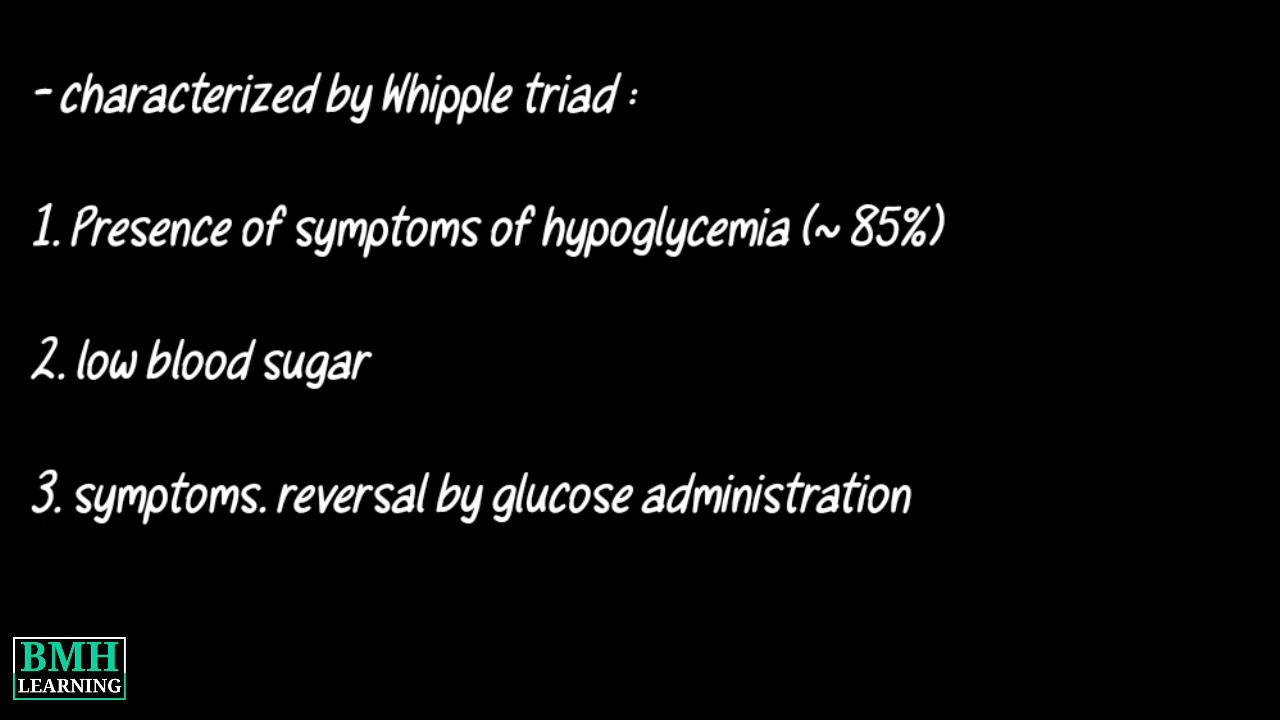 - characterized by Whipple triad :
1. Presence of symptoms of hypoglycemia (~ 85%)
2. low blood sugar
3. symptoms. reversal by glucose administration
BMH
LEARNING